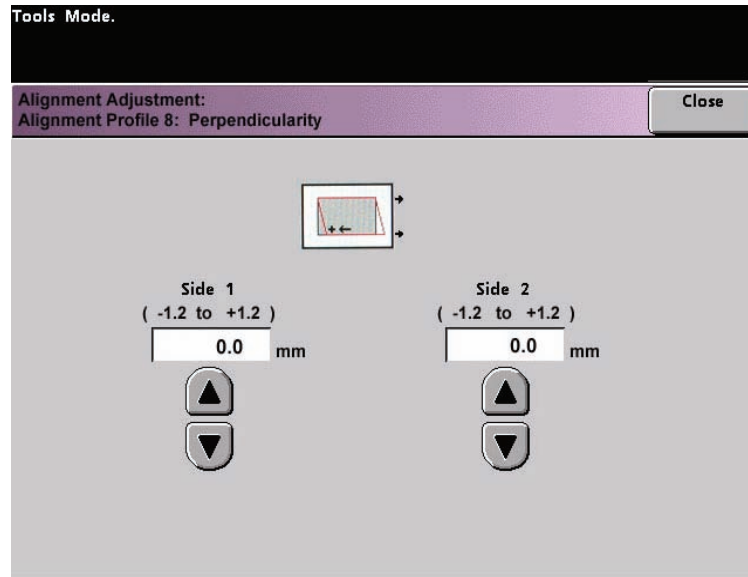 Tools Mode.
Alignment Adjustment:
Alignment Profile 8: Perpendicularity
Close
Side 1
( -1.2 to +1.2 )
0.0 mm
Side 2
( -1.2 to +1.2 )
0.0 mm